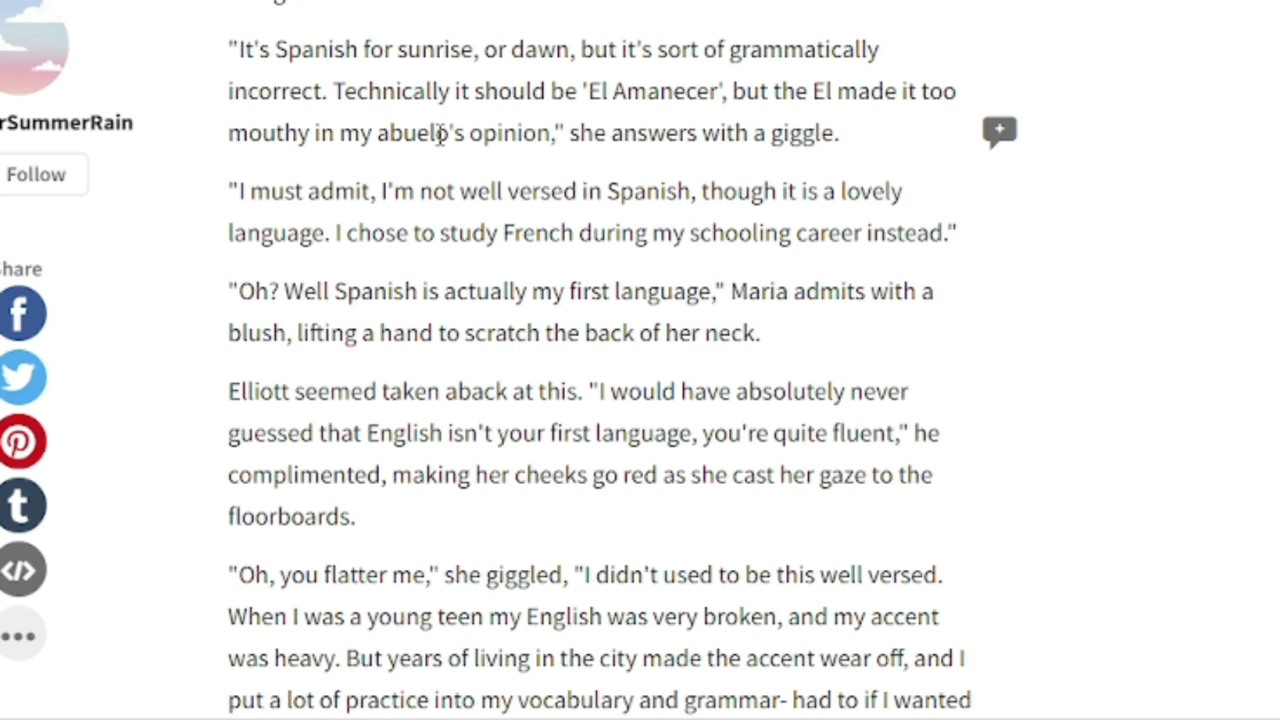 "It's Spanish for sunrise, or dawn, but it's sort of grammatically
incorrect. Technically it should be 'El Amanecer', but the El made it too
mouthy in my abuelo's opinion," she answers with a giggle.
rSummerRain
Follow
"I must admit, I'm not well versed in Spanish, though it is a lovely
language. I chose to study French during my schooling career instead."
hare
"Oh? Well Spanish is actually my first language," Maria admits with a
blush, lifting a hand to scratch the back of her neck.
Elliott seemed taken aback at this. "I would have absolutely never
guessed that English isn't your first language, you're quite fluent," he
complimented, making her cheeks go red as she cast her gaze to the
floorboards.
"Oh, you flatter me," she giggled, "I didn't used to be this well versed.
When I was a young teen my English was very broken, and my accent
was heavy. But years of living in the city made the accent wear off, and I
put a lot of practice into my vocabulary and grammar- had to if I wanted